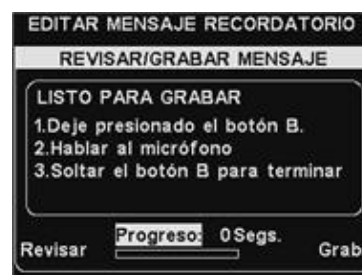 EDITAR MENSAJE RECORDATORIO
REVISAR/GRABAR MENSAJE
LISTO PARA GRABAR
1.Deje presionado el botón B.
2.Hablar al micrófono
3.Soltar el botón B para terminar
Progreso: 0Segs.
Revisar Grab